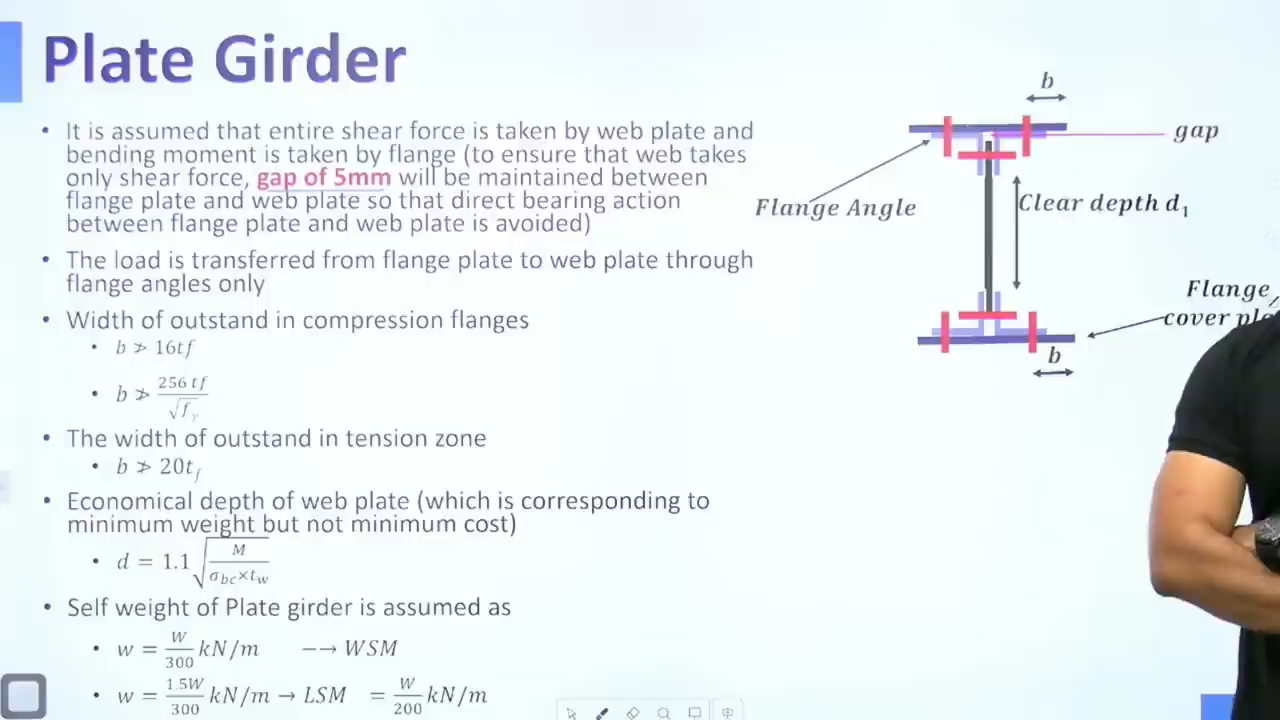 Plate Girder
• It is assumed that entire shear force is taken by web plate and
bending moment is taken by flange (to ensure that web takes
only shear force, gap of 5mm will be maintained between
flange plate and web plate so that direct bearing action
between flange plate and web plate is avoided)
• The load is transferred from flange plate to web plate through
flange angles only
• Width of outstand in compression flanges
• b ≯ 16tf
• b ≯ 256 tf / √f_y
• The width of outstand in tension zone
• b ≯ 20t_f
• Economical depth of web plate (which is corresponding to
minimum weight but not minimum cost)
• d = 1.1 √(M / σ_bc×t_w)
• Self weight of Plate girder is assumed as
• w = W/300 kN/m −→ WSM
• w = 1.5W/300 kN/m → LSM = W/200 kN/m
b
gap
Flange Angle
Clear depth d₁
Flange
cover
b